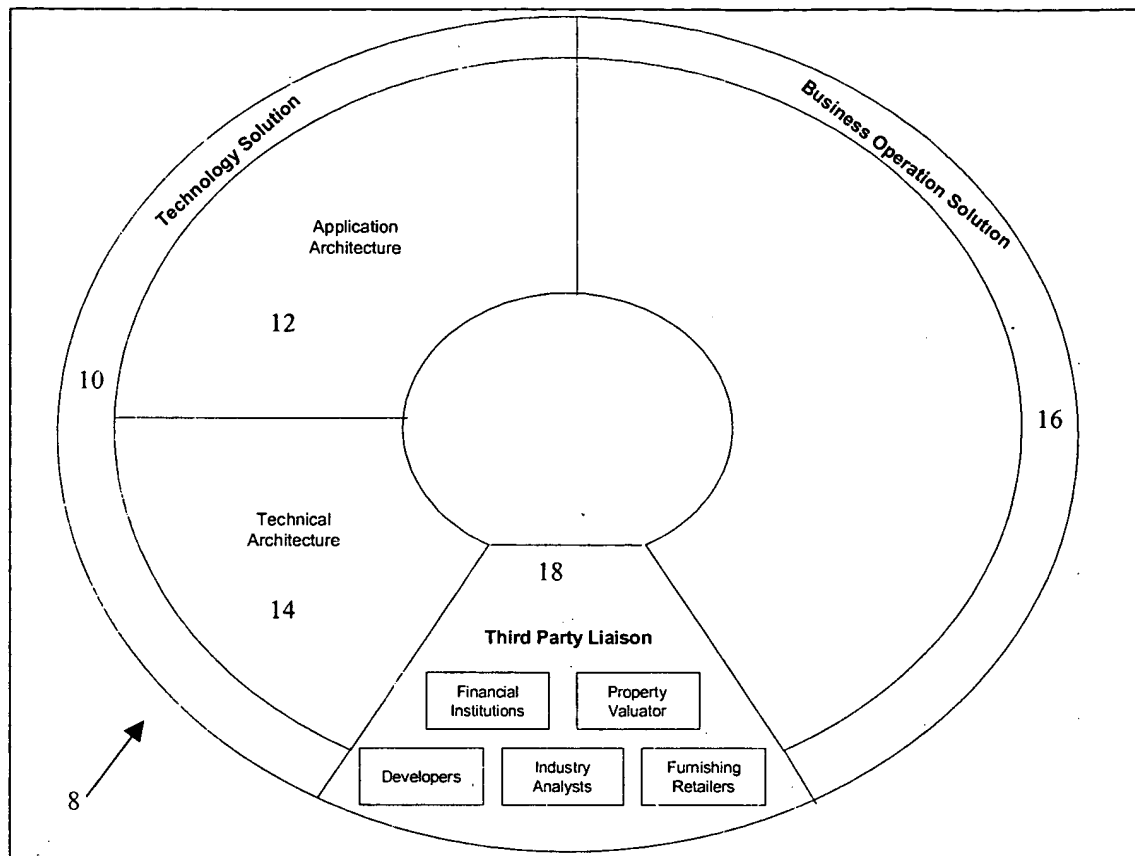 Technology Solution
Business Operation Solution
Application
Architecture
12
10
16
Technical
Architecture
14
18
Third Party Liaison
Financial
Institutions
Property
Valuator
Developers
Industry
Analysts
Furnishing
Retailers
8